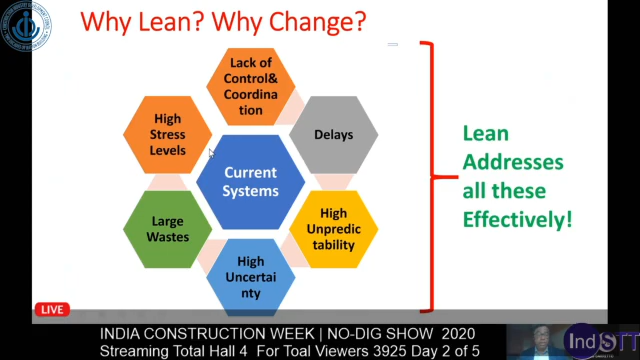 Why Lean? Why Change?
Lack of
Control&
Coordina
tion
High
Stress
Levels
Delays
Current
Systems
Large
Wastes
High
Unpredic
tability
High
Uncertai
nty
Lean
Addresses
all these
Effectively!
LIVE
INDIA CONSTRUCTION WEEK | NO-DIG SHOW 2020
Streaming Total Hall 4 For Toal Viewers 3925 Day 2 of 5
IndSTT